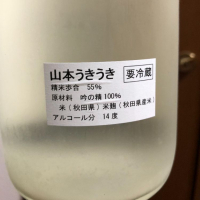 山本うきうき 要冷蔵
精米歩合 55%
原材料 吟の精100%
米(秋田県)米麹(秋田県産米)
アルコール分 14度